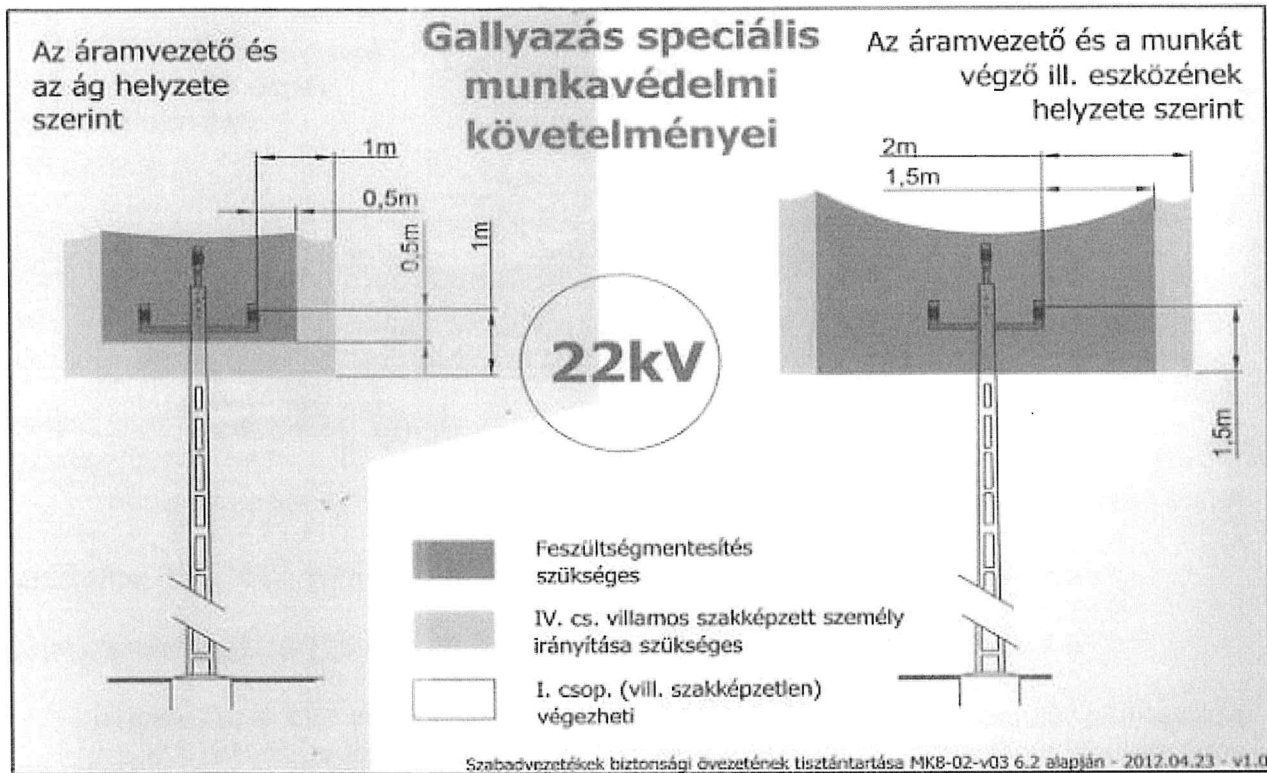 Az áramvezető és
az ág helyzete
szerint
Gallyazás speciális
munkavédelmi
követelményei
Az áramvezető és a munkát
végző ill. eszközének
helyzete szerint
1m
0,5m
0,5m
1m
2m
1,5m
1,5m
22kV
Feszültségmentesítés
szükséges
IV. cs. villamos szakképzett személy
irányítása szükséges
I. csop. (vill. szakképzetlen)
végezheti
Szabadvezetékek biztonsági övezetének tisztántartása MK8-02-v03 6.2 alapján - 2012.04.23 - v1.0